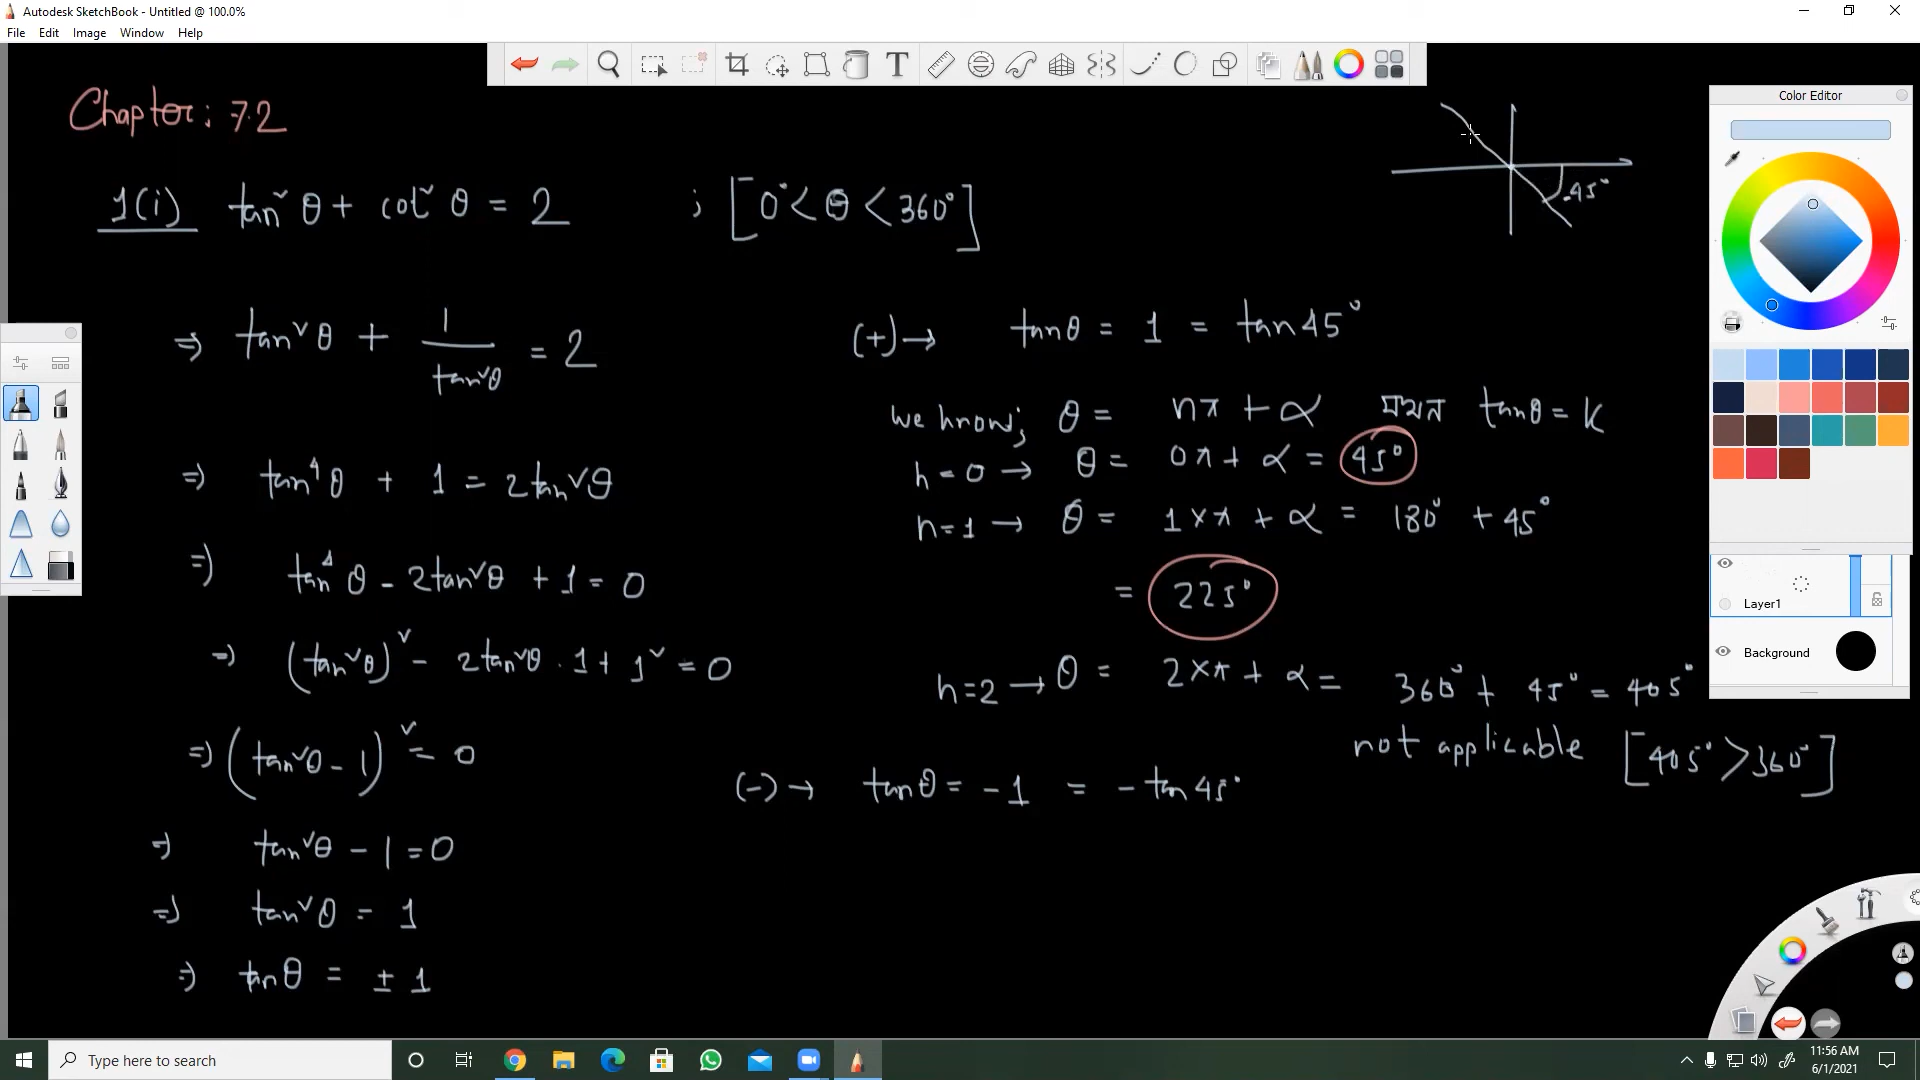 Autodesk SketchBook - Untitled @ 100.0%
File Edit Image Window Help
Chapter: 7.2
1(i) tan²θ + cot²θ = 2 ; [0° < θ < 360°]
.45°
⇒ tan²θ + 1/tan²θ = 2
⇒ tan⁴θ + 1 = 2tan²θ
⇒ tan⁴θ - 2tan²θ + 1 = 0
⇒ (tan²θ)² - 2tan²θ . 1 + 1² = 0
⇒ (tan²θ - 1)² = 0
⇒ tan²θ - 1 = 0
⇒ tan²θ = 1
⇒ tanθ = ± 1
(+) → tanθ = 1 = tan45°
we know; θ = nπ + α যখন tanθ = k
n=0 → θ = 0π + α = 45°
n=1 → θ = 1×π + α = 180° + 45°
= 225°
n=2 → θ = 2×π + α = 360° + 45° = 405°
not applicable [405° > 360°]
(-) → tanθ = -1 = - tan 45°
Color Editor
Layer1
Background
Type here to search
11:56 AM
6/1/2021